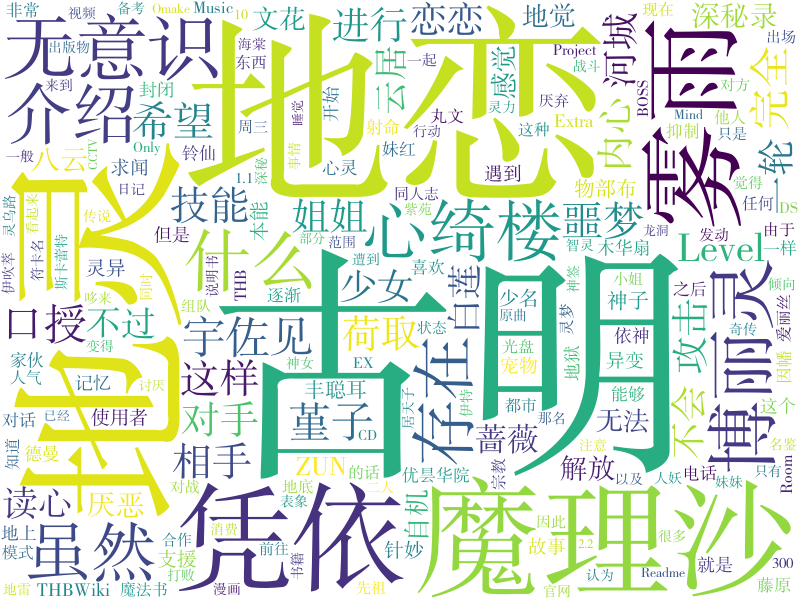 非常
视频
备考
Omake
Music
10
文花
进行
恋恋
地觉
深秘录
无意识
出版物
海棠
东西
地恋
Project
战斗
现在
出场
雨
介绍
来到
封闭
云居
感觉
河城
BOSS
对方
完全
希望
睡觉
开始
一起
厌弃
灵力
Extra
内心
Mind
他人
雾
一般
CCTV
Only
周三
丸文
射命
行动
这种
抑制
只是
八云
求闻
铃仙
事情
心灵
妹红
遇到
物部布
觉得
任何
一轮
日记
1.1
深秘
同人志
紫苑
智灵
木华扇
龙洞
发动
DS
由于
一样
灵乌路
伊吹萃
看起来
传说
技能
本能
姐姐
心绮楼
噩梦
Level
斯卡蕾特
符卡名
但是
部分
范围
遭到
喜欢
灵
什么
少女
白莲
少名
原曲
灵梦
神签
小姐
神子
之后
倾向
爱丽丝
灵异
说明书
THB
逐渐
哆来
同时
口授
不过
组队
宇佐见
荷取
状态
光盘
宠物
地狱
依神
异变
攻击
奇传
因幡
博丽灵
变得
神女
EX
古明
存在
家伙
人气
记忆
这样
丰聪耳
居天子
伊特
都市
能够
不会
这个
对话
使用者
讨厌
已经
对手
堇子
CD
蔷薇
那名
无法
名鉴
知道
德曼
相手
ZUN
的话
优昙华院
宗教
注意
解放
人妖
以及
电话
只有
妹妹
Room
读心
厌恶
对战
地底
表象
二人
自机
地上
模式
虽然
合作
凭依
魔理沙
因此
很多
支援
消费
前往
针妙
故事
2.2
就是
300
地雷
THBWiki
魔法书
打败
漫画
书籍
先祖
官网
认为
Readme
藤原
地